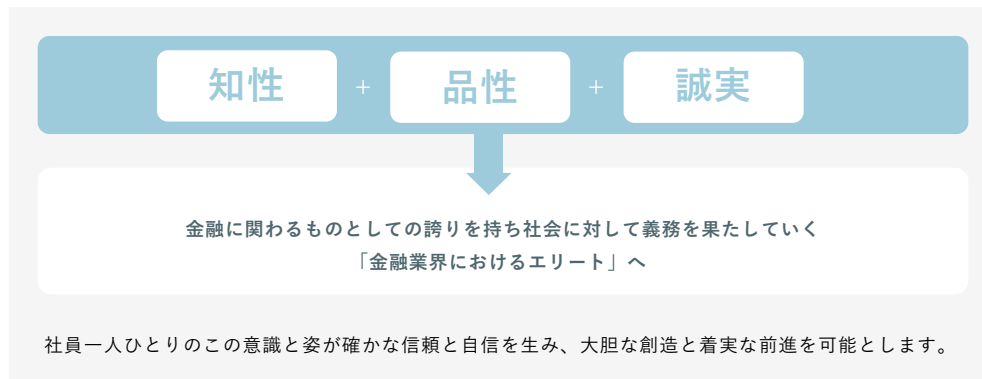 知性 + 品性 + 誠実
金融に関わるものとしての誇りを持ち社会に対して義務を果たしていく
「金融業界におけるエリート」へ
社員一人ひとりのこの意識と姿が確かな信頼と自信を生み、大胆な創造と着実な前進を可能とします。